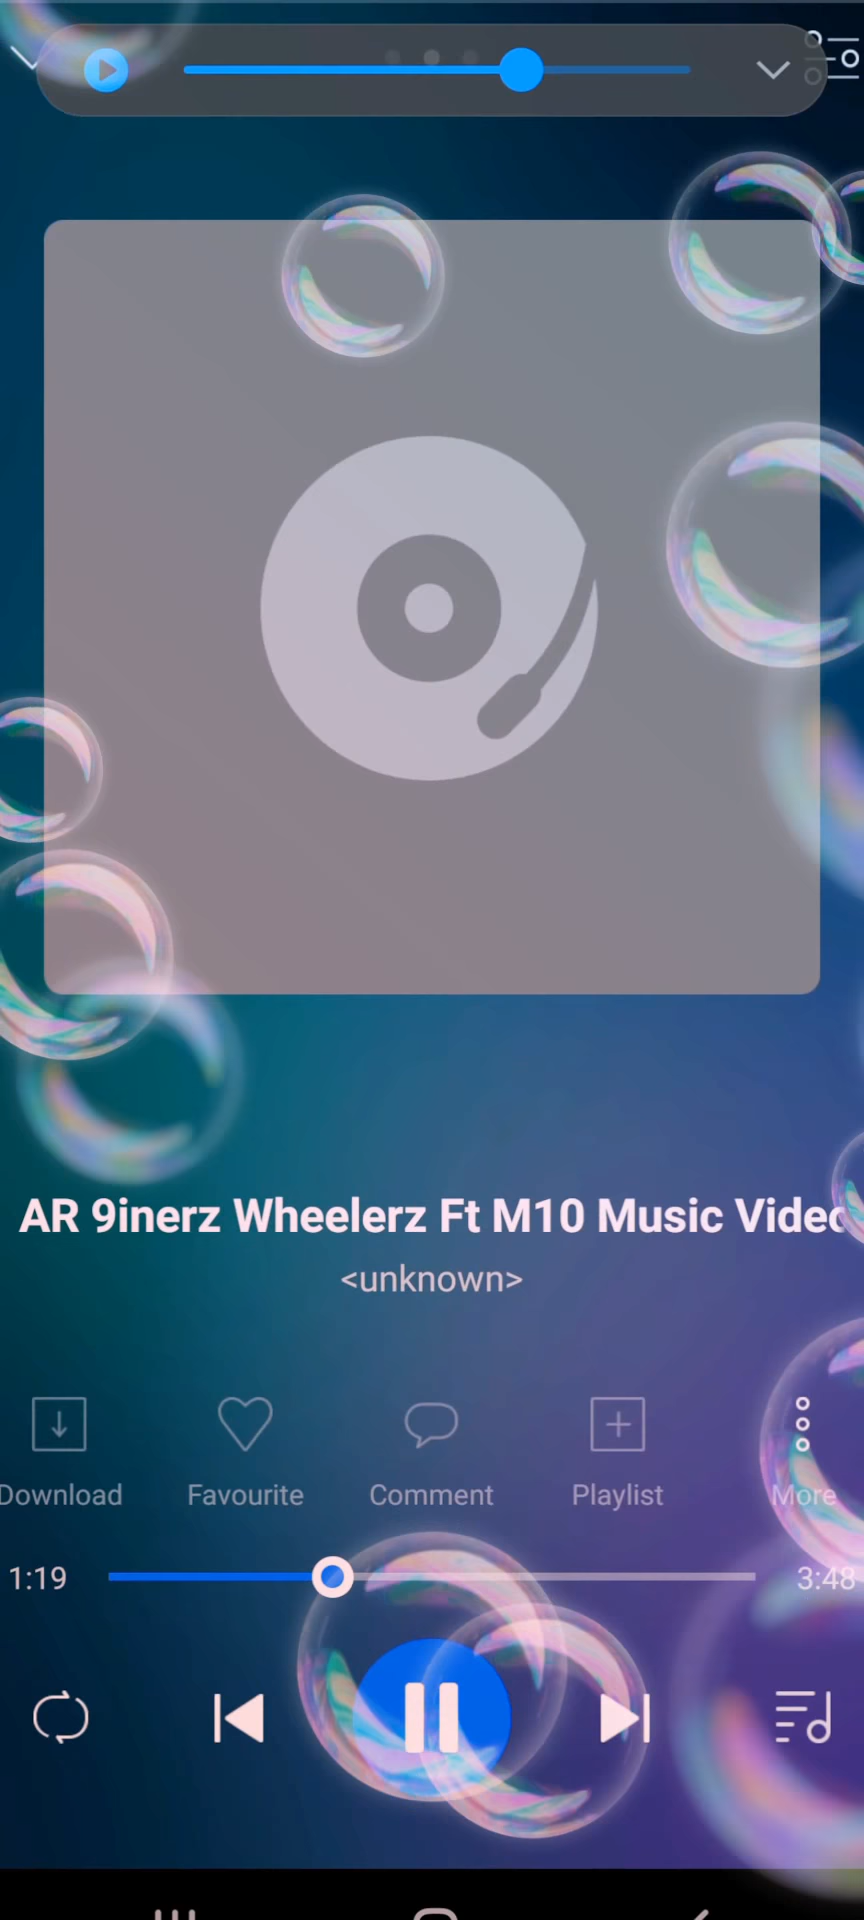 AR 9inerz Wheelerz Ft M10 Music Video
<unknown>
Download Favourite Comment Playlist More
1:19 3:48